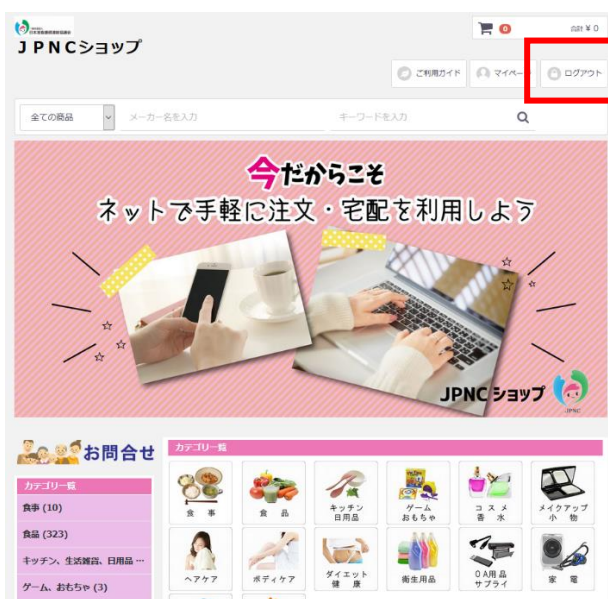 JPNCショップ
0
合計 ¥ 0
ご利用ガイド
マイペー
ログアウト
全ての商品
メーカー名を入力
キーワードを入力
今だからこそ
ネットで手軽に注文・宅配を利用しよう
JPNCショップ
JPNC
お問合せ
カテゴリ一覧
カテゴリ一覧
食事 (10)
食品 (323)
キッチン、生活雑貨、日用品 …
ゲーム、おもちゃ (3)
食 事
食 品
キッチン
日用品
ゲーム
おもちゃ
コ ス メ
香 水
メイクアップ
小 物
ヘアケア
ボディケア
ダイエット
健 康
衛生用品
OA用品
サプライ
家 電